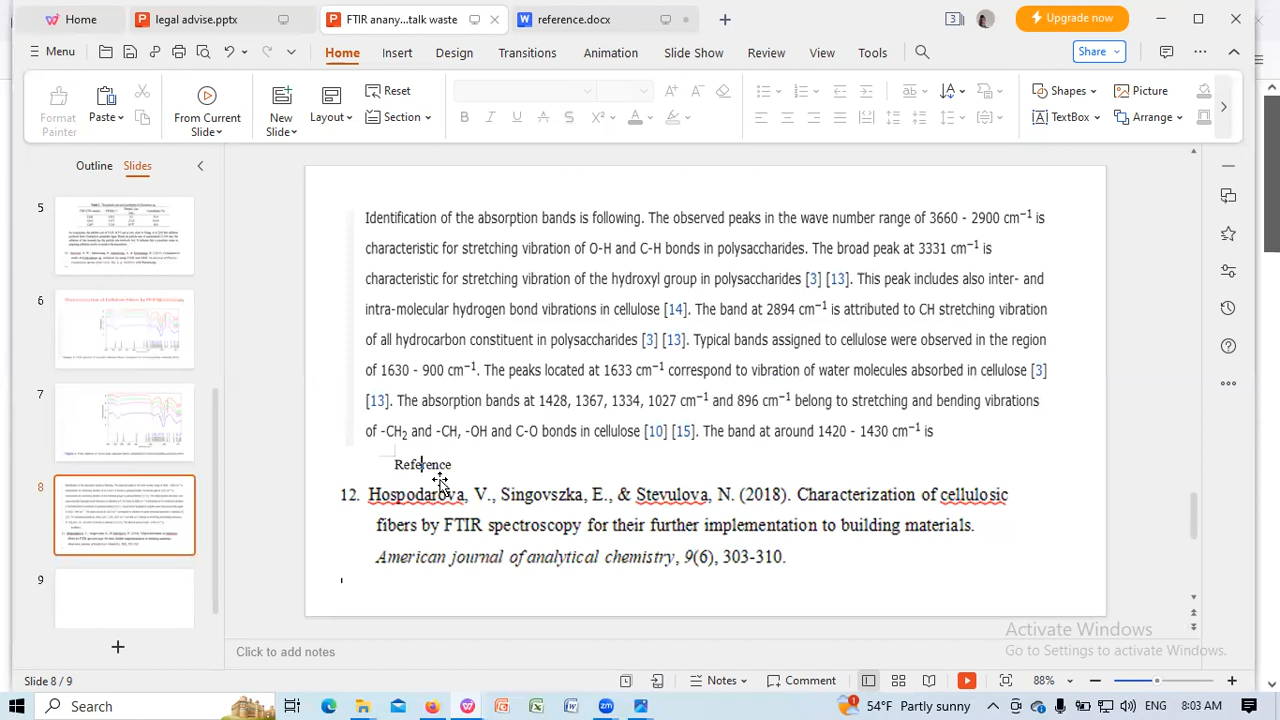 Home
legal advise.pptx
FTIR anany...talk waste
reference.docx
Upgrade now
Menu
Home
Insert
Design
Transitions
Animation
Slide Show
Review
View
Tools
Share
Format
Painter
Paste
From Current
Slide
New
Slide
Layout
Reset
Section
Shapes
Picture
TextBox
Arrange
Outline
Slides
5
6
7
8
9
Identification of the absorption bands is following. The observed peaks in the wavenumber range of 3660 - 2900 cm−1 is
characteristic for stretching vibration of O-H and C-H bonds in polysaccharides. The broad peak at 3331 cm−1 is
characteristic for stretching vibration of the hydroxyl group in polysaccharides [3] [13]. This peak includes also inter- and
intra-molecular hydrogen bond vibrations in cellulose [14]. The band at 2894 cm−1 is attributed to CH stretching vibration
of all hydrocarbon constituent in polysaccharides [3] [13]. Typical bands assigned to cellulose were observed in the region
of 1630 - 900 cm−1. The peaks located at 1633 cm−1 correspond to vibration of water molecules absorbed in cellulose [3]
[13]. The absorption bands at 1428, 1367, 1334, 1027 cm−1 and 896 cm−1 belong to stretching and bending vibrations
of -CH2 and -CH, -OH and C-O bonds in cellulose [10] [15]. The band at around 1420 - 1430 cm−1 is
Reference
12. Hospodarova, V., Singovszka, E., & Stevulova, N. (2018). Characterization of cellulosic
fibers by FTIR spectroscopy for their further implementation to building materials.
American journal of analytical chemistry, 9(6), 303-310.
Activate Windows
Go to Settings to activate Windows.
Click to add notes
Slide 8 / 9
Notes
Comment
88%
Search
54°F Partly sunny
8:03 AM